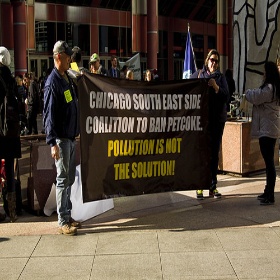 CHICAGO SOUTH EAST SIDE
COALITION TO BAN PETCOKE.
POLLUTION IS NOT
THE SOLUTION!